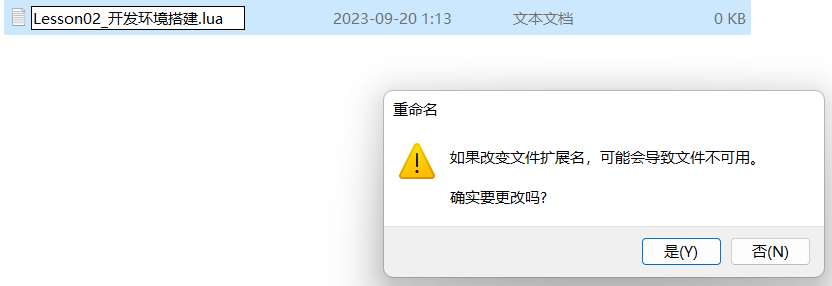 Lesson02_开发环境搭建.lua 2023-09-20 1:13 文本文档 0 KB
重命名
如果改变文件扩展名，可能会导致文件不可用。
确实要更改吗?
是(Y) 否(N)